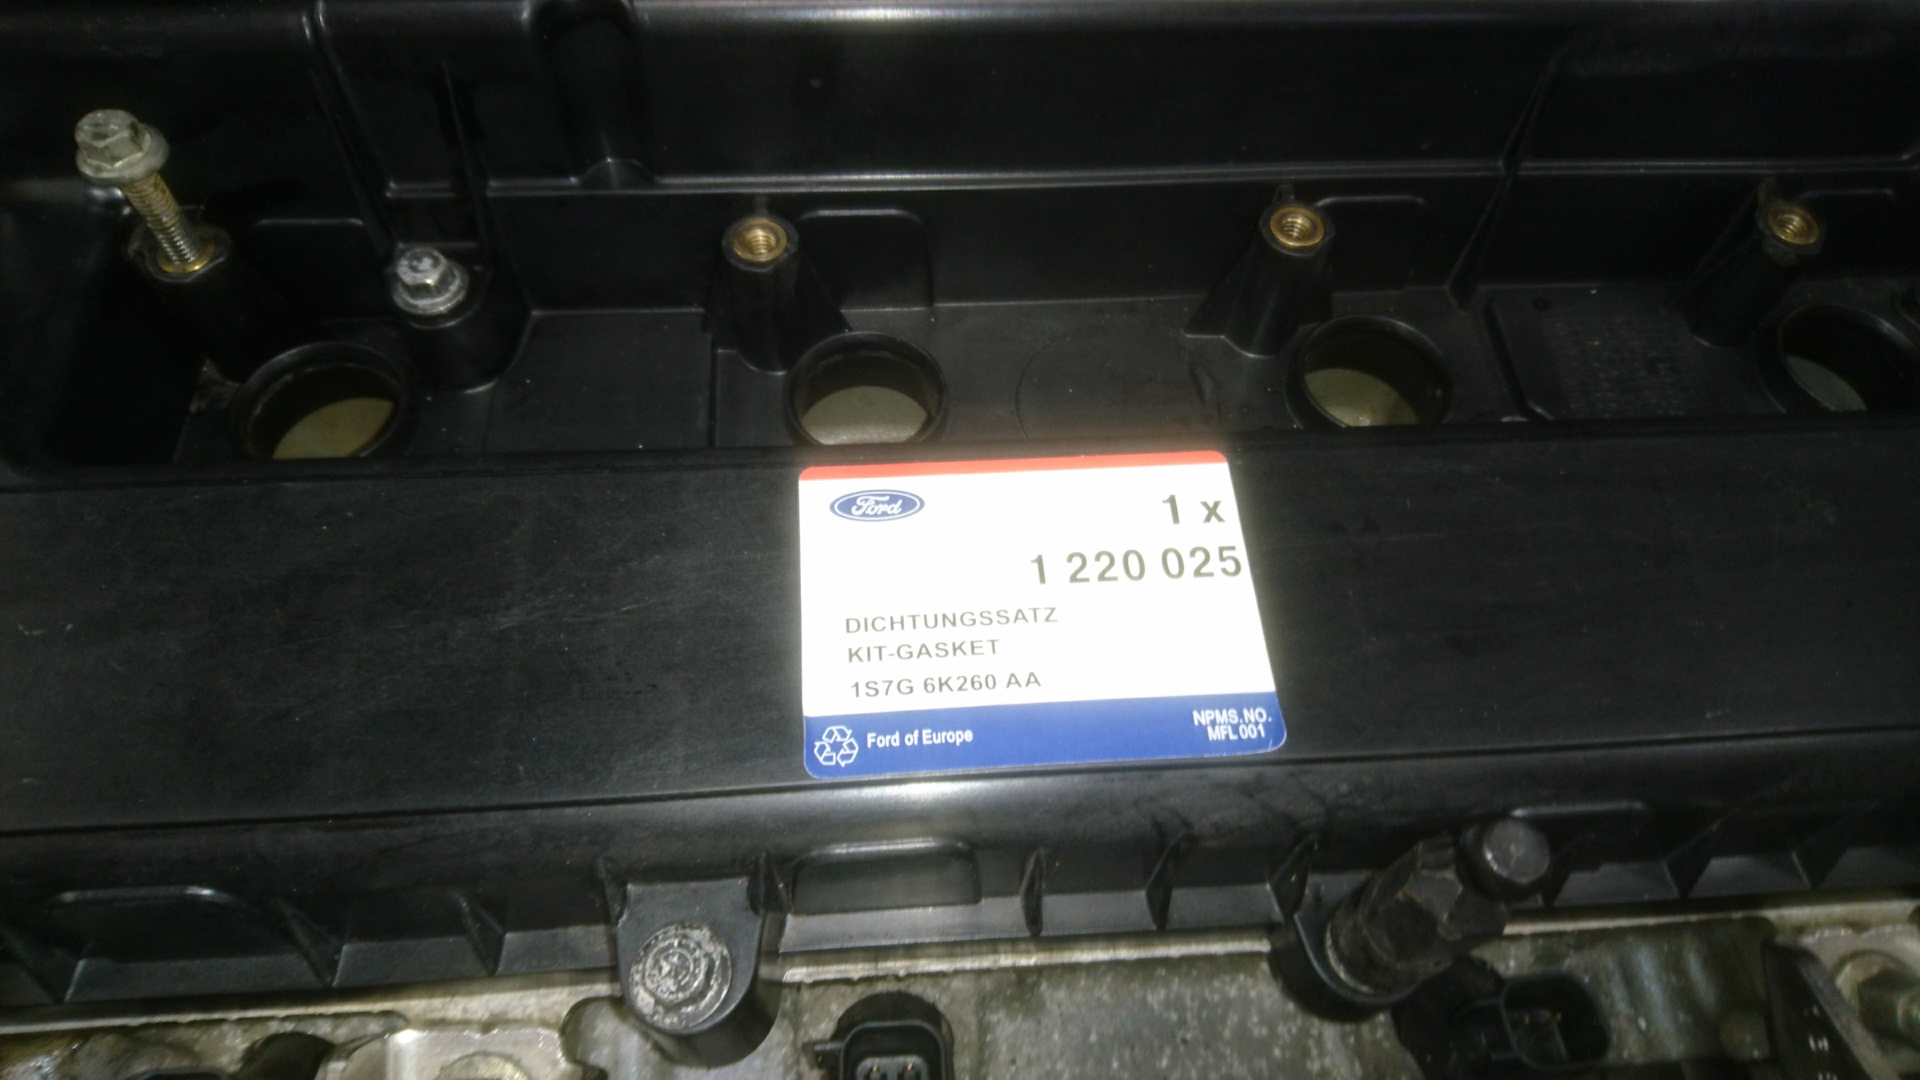 Ford
1 x
1 220 025
DICHTUNGSSATZ
KIT-GASKET
1S7G 6K260 AA
Ford of Europe
NPMS.NO.
MFL 001